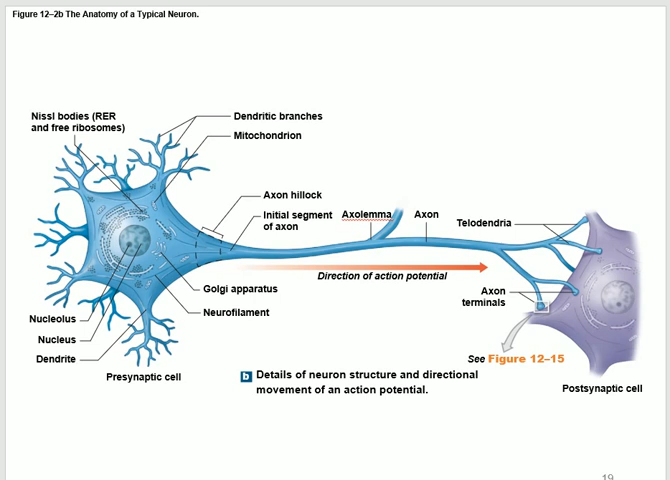 Figure 12–2b The Anatomy of a Typical Neuron.
Nissl bodies (RER
and free ribosomes)
Dendritic branches
Mitochondrion
Axon hillock
Initial segment
of axon
Axolemma
Axon
Telodendria
Direction of action potential
Golgi apparatus
Neurofilament
Axon
terminals
Nucleolus
Nucleus
Dendrite
Presynaptic cell
See Figure 12–15
b Details of neuron structure and directional
movement of an action potential.
Postsynaptic cell
19